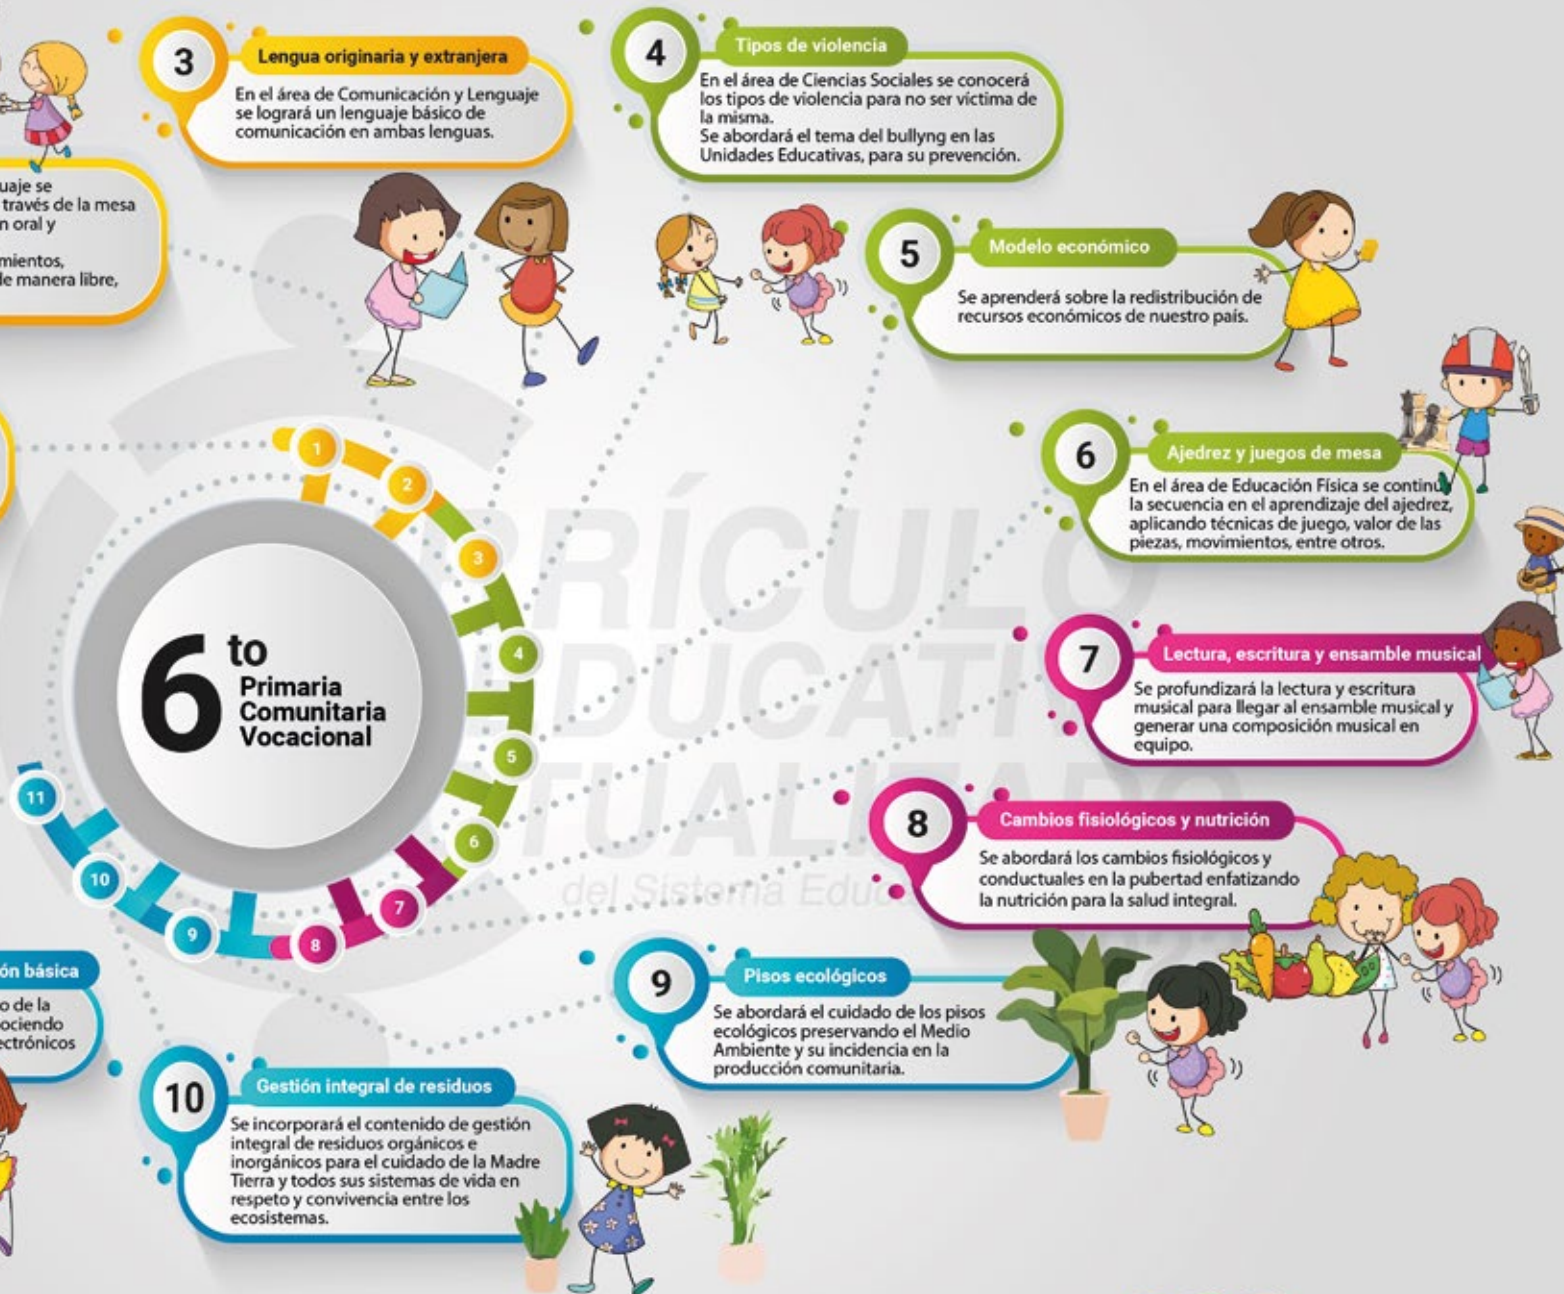 3
Lengua originaria y extranjera
En el área de Comunicación y Lenguaje
se logrará un lenguaje básico de
comunicación en ambas lenguas.
4
Tipos de violencia
En el área de Ciencias Sociales se conocerá
los tipos de violencia para no ser víctima de
la misma.
Se abordará el tema del bullyng en las
Unidades Educativas, para su prevención.
uaje se
través de la mesa
n oral y
mientos,
de manera libre,
5
Modelo económico
Se aprenderá sobre la redistribución de
recursos económicos de nuestro país.
6
Ajedrez y juegos de mesa
En el área de Educación Física se continú
la secuencia en el aprendizaje del ajedrez,
aplicando técnicas de juego, valor de las
piezas, movimientos, entre otros.
7
Lectura, escritura y ensamble musical
Se profundizará la lectura y escritura
musical para llegar al ensamble musical y
generar una composición musical en
equipo.
8
Cambios fisiológicos y nutrición
Se abordará los cambios fisiológicos y
conductuales en la pubertad enfatizando
la nutrición para la salud integral.
9
Pisos ecológicos
Se abordará el cuidado de los pisos
ecológicos preservando el Medio
Ambiente y su incidencia en la
producción comunitaria.
10
Gestión integral de residuos
Se incorporará el contenido de gestión
integral de residuos orgánicos e
inorgánicos para el cuidado de la Madre
Tierra y todos sus sistemas de vida en
respeto y convivencia entre los
ecosistemas.
ón básica
o de la
ociendo
ectrónicos
6to
Primaria
Comunitaria
Vocacional
1
2
3
4
5
6
7
8
9
10
11
RRÍCULO
EDUCATI
TUALIZADO
del Sistema Educ